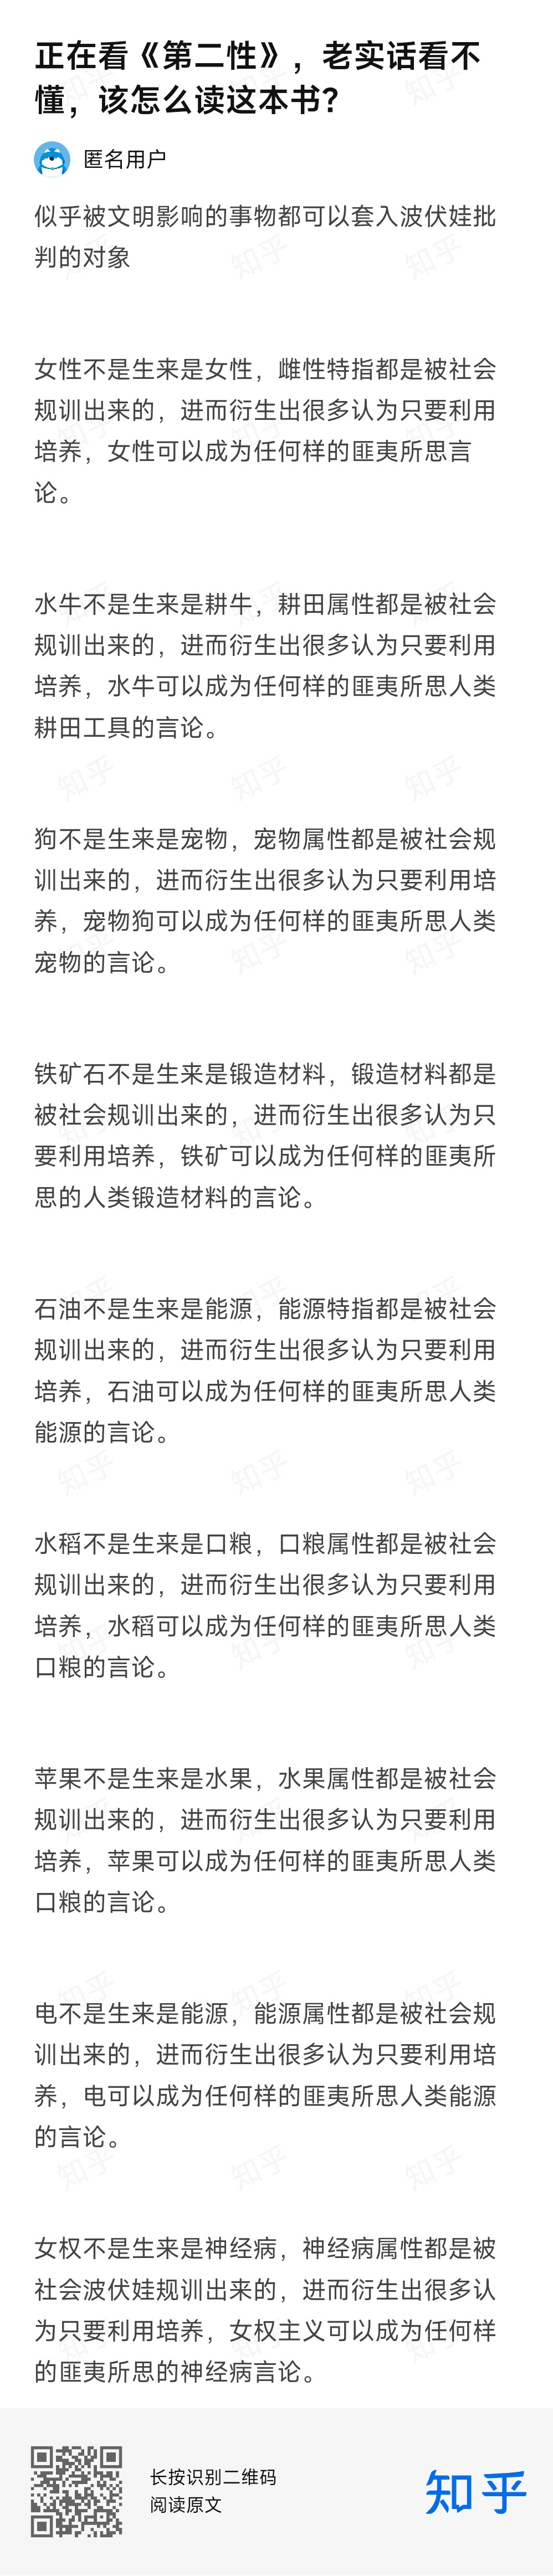 正在看《第二性》，老实话看不
懂，该怎么读这本书？
匿名用户
似乎被文明影响的事物都可以套入波伏娃批
判的对象
女性不是生来是女性，雌性特指都是被社会
规训出来的，进而衍生出很多认为只要利用
培养，女性可以成为任何样的匪夷所思言
论。
水牛不是生来是耕牛，耕田属性都是被社会
规训出来的，进而衍生出很多认为只要利用
培养，水牛可以成为任何样的匪夷所思人类
耕田工具的言论。
狗不是生来是宠物，宠物属性都是被社会规
训出来的，进而衍生出很多认为只要利用培
养，宠物狗可以成为任何样的匪夷所思人类
宠物的言论。
铁矿石不是生来是锻造材料，锻造材料都是
被社会规训出来的，进而衍生出很多认为只
要利用培养，铁矿可以成为任何样的匪夷所
思的人类锻造材料的言论。
石油不是生来是能源，能源特指都是被社会
规训出来的，进而衍生出很多认为只要利用
培养，石油可以成为任何样的匪夷所思人类
能源的言论。
水稻不是生来是口粮，口粮属性都是被社会
规训出来的，进而衍生出很多认为只要利用
培养，水稻可以成为任何样的匪夷所思人类
口粮的言论。
苹果不是生来是水果，水果属性都是被社会
规训出来的，进而衍生出很多认为只要利用
培养，苹果可以成为任何样的匪夷所思人类
口粮的言论。
电不是生来是能源，能源属性都是被社会规
训出来的，进而衍生出很多认为只要利用培
养，电可以成为任何样的匪夷所思人类能源
的言论。
女权不是生来是神经病，神经病属性都是被
社会波伏娃规训出来的，进而衍生出很多认
为只要利用培养，女权主义可以成为任何样
的匪夷所思的神经病言论。
长按识别二维码
阅读原文
知乎